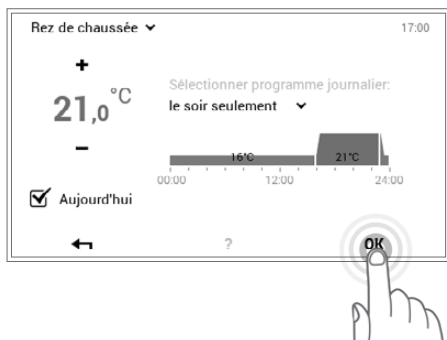 Rez de chaussée 17:00
+
21,0°C
–
Sélectionner programme journalier:
le soir seulement
16°C 21°C
00:00 12:00 24:00
Aujourd'hui
? OK